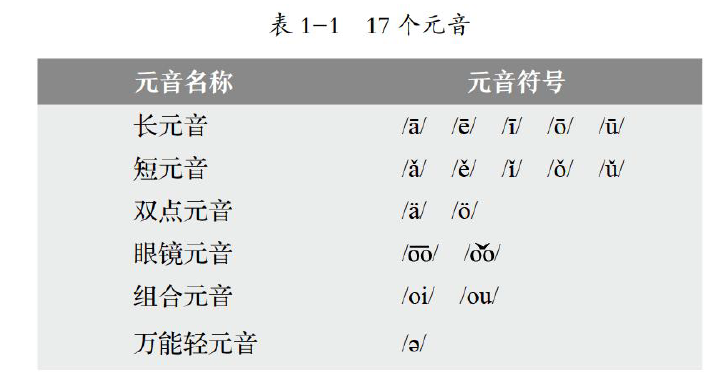 表 1-1 17 个元音
元音名称 元音符号
长元音 /ā/ /ē/ /ī/ /ō/ /ū/
短元音 /ǎ/ /ě/ /ǐ/ /ǒ/ /ǔ/
双点元音 /ä/ /ö/
眼镜元音 /o͞o/ /o͝o/
组合元音 /oi/ /ou/
万能轻元音 /ə/